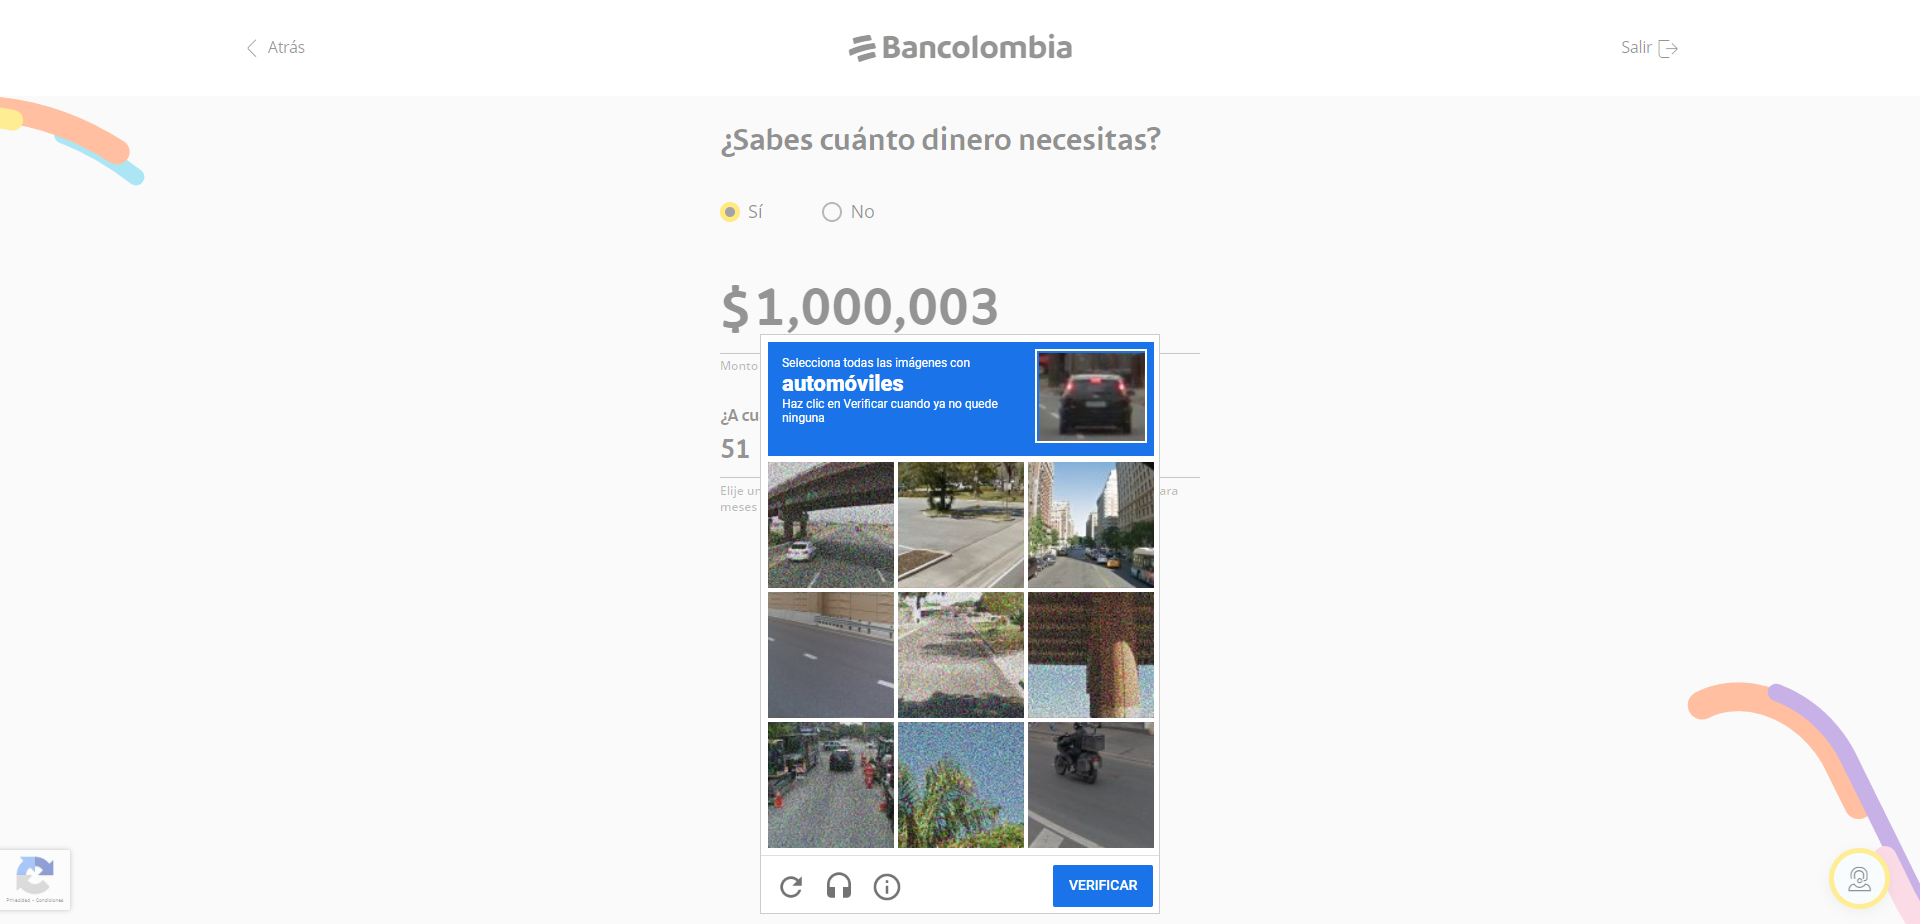 Atrás
Bancolombia
Salir
¿Sabes cuánto dinero necesitas?
Sí
No
$1,000,003
Monto
¿A cu
51
Elije un
ara
meses
Selecciona todas las imágenes con
automóviles
Haz clic en Verificar cuando ya no quede
ninguna
VERIFICAR
Privacidad - Condiciones